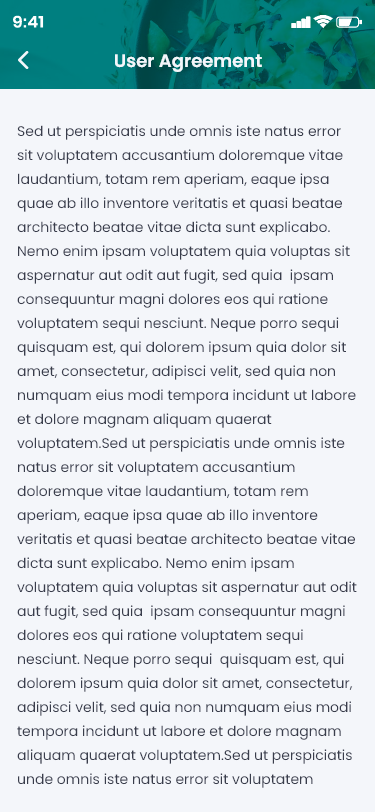 9:41
User Agreement
Sed ut perspiciatis unde omnis iste natus error
sit voluptatem accusantium doloremque vitae
laudantium, totam rem aperiam, eaque ipsa
quae ab illo inventore veritatis et quasi beatae
architecto beatae vitae dicta sunt explicabo.
Nemo enim ipsam voluptatem quia voluptas sit
aspernatur aut odit aut fugit, sed quia  ipsam
consequuntur magni dolores eos qui ratione
voluptatem sequi nesciunt. Neque porro sequi
quisquam est, qui dolorem ipsum quia dolor sit
amet, consectetur, adipisci velit, sed quia non
numquam eius modi tempora incidunt ut labore
et dolore magnam aliquam quaerat
voluptatem.Sed ut perspiciatis unde omnis iste
natus error sit voluptatem accusantium
doloremque vitae laudantium, totam rem
aperiam, eaque ipsa quae ab illo inventore
veritatis et quasi beatae architecto beatae vitae
dicta sunt explicabo. Nemo enim ipsam
voluptatem quia voluptas sit aspernatur aut odit
aut fugit, sed quia  ipsam consequuntur magni
dolores eos qui ratione voluptatem sequi
nesciunt. Neque porro sequi  quisquam est, qui
dolorem ipsum quia dolor sit amet, consectetur,
adipisci velit, sed quia non numquam eius modi
tempora incidunt ut labore et dolore magnam
aliquam quaerat voluptatem.Sed ut perspiciatis
unde omnis iste natus error sit voluptatem